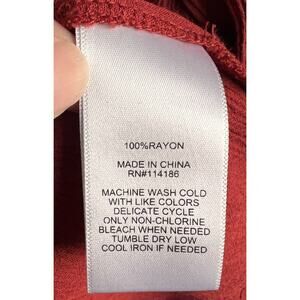 100%RAYON
MADE IN CHINA
RN#114186
MACHINE WASH COLD
WITH LIKE COLORS
DELICATE CYCLE
ONLY NON-CHLORINE
BLEACH WHEN NEEDED
TUMBLE DRY LOW
COOL IRON IF NEEDED